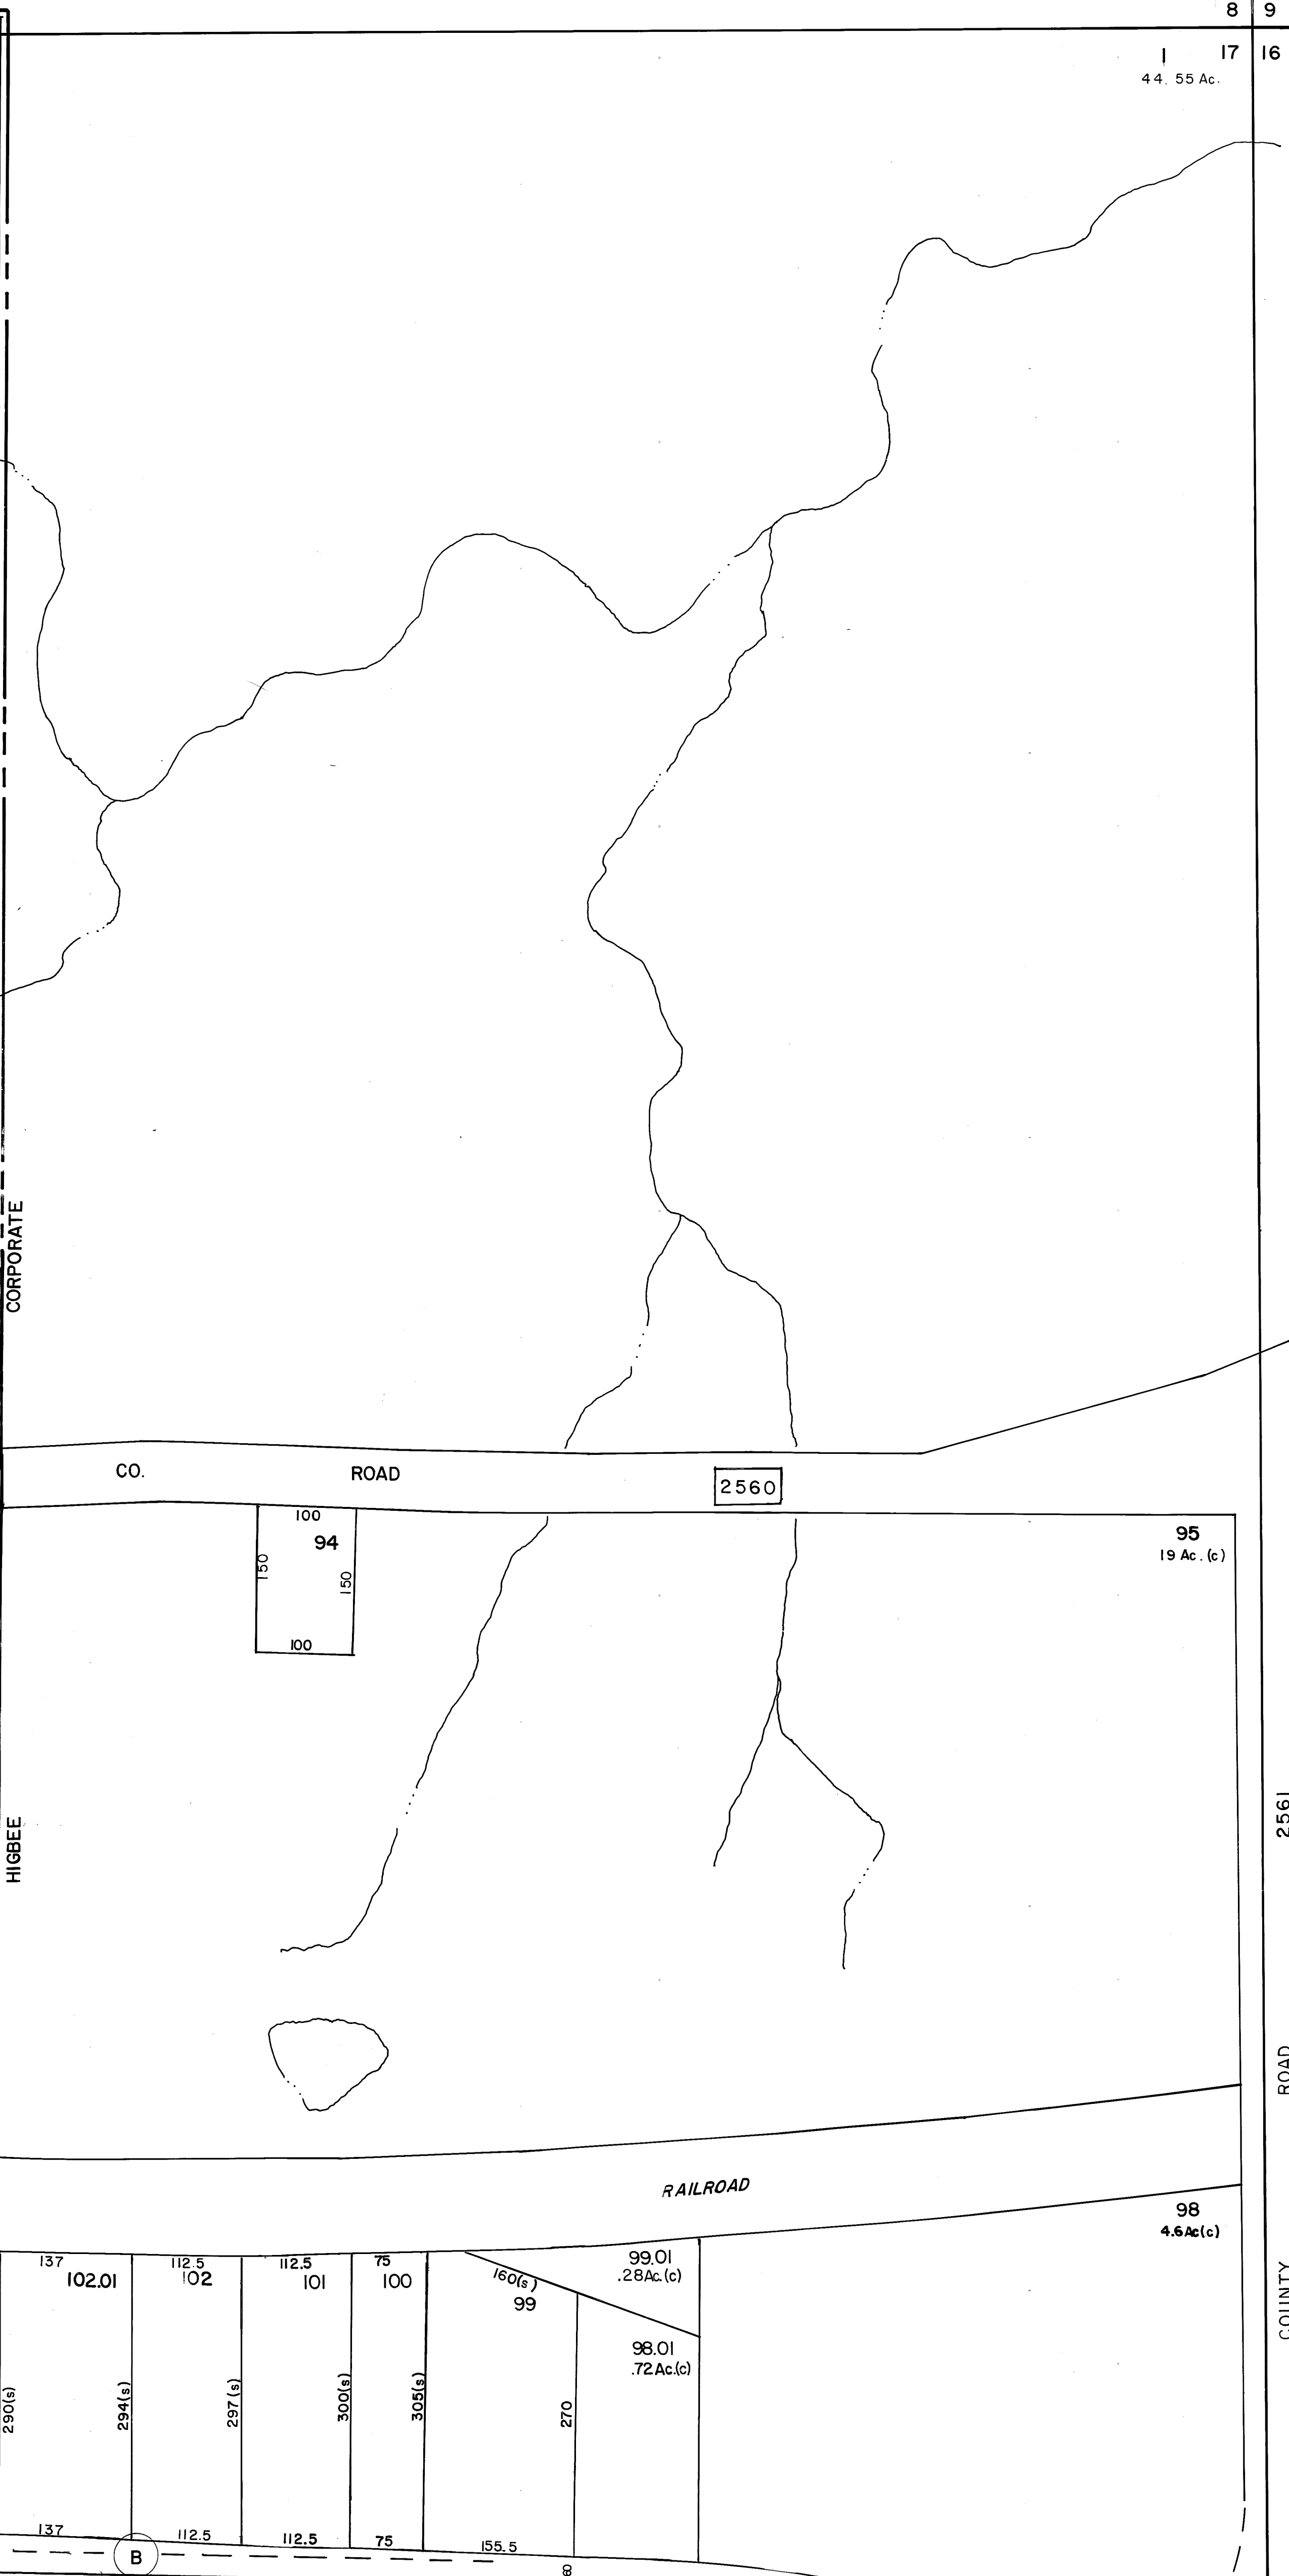 8 9
1 17 16
44.55 Ac.
CORPORATE
CO. ROAD 2560
100
94
150
150
100
95
19 Ac. (c)
2561
HIGBEE
ROAD
RAILROAD
98
4.6Ac(c)
COUNTY
137 112.5 112.5 75
102.01 102 101 100
160(s)
99
99.01
.28Ac.(c)
98.01
.72Ac.(c)
290(s) 294(s) 297(s) 300(s) 305(s) 270
137 112.5 112.5 75 155.5
B
60